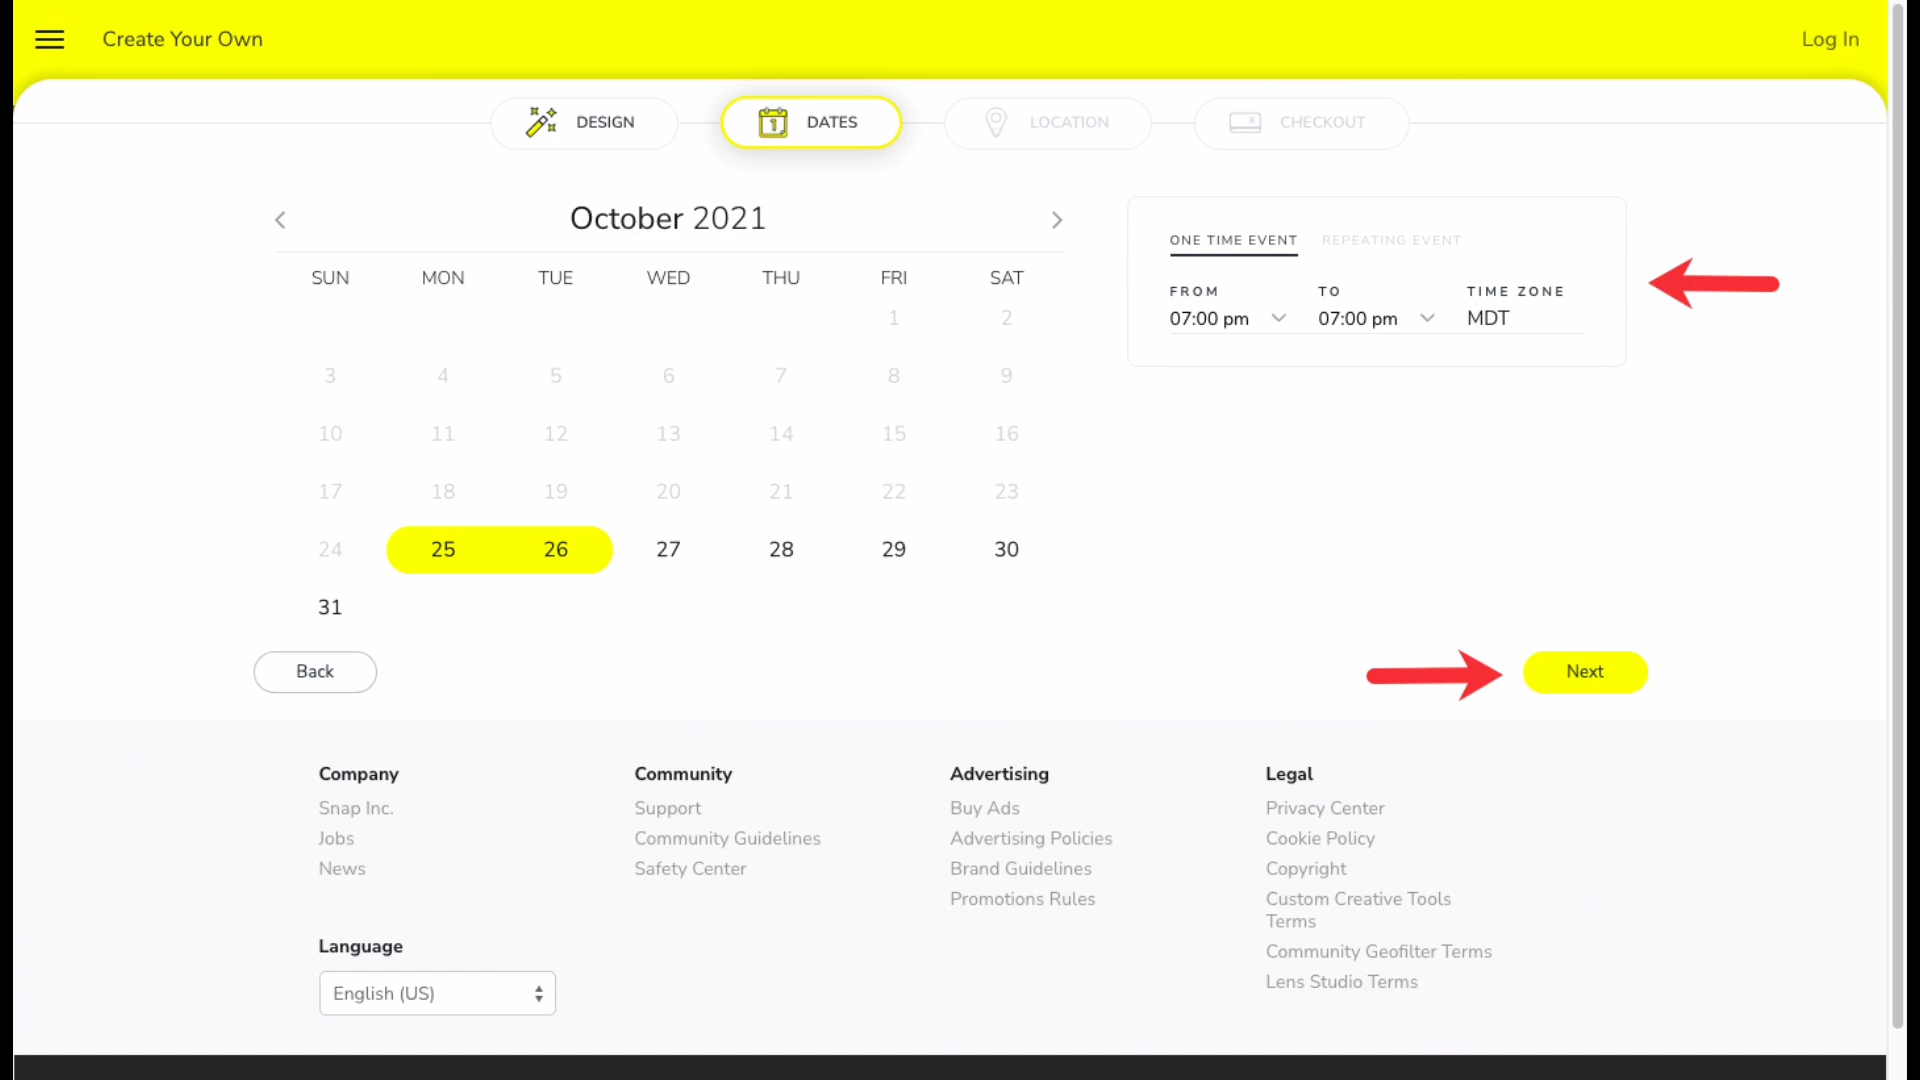 Create Your Own
Log In
DESIGN
1
DATES
LOCATION
CHECKOUT
October 2021
SUN MON TUE WED THU FRI SAT
1 2
3 4 5 6 7 8 9
10 11 12 13 14 15 16
17 18 19 20 21 22 23
24 25 26 27 28 29 30
31
ONE TIME EVENT REPEATING EVENT
FROM TO TIME ZONE
07:00 pm 07:00 pm MDT
Back
Next
Company
Snap Inc.
Jobs
News
Community
Support
Community Guidelines
Safety Center
Advertising
Buy Ads
Advertising Policies
Brand Guidelines
Promotions Rules
Legal
Privacy Center
Cookie Policy
Copyright
Custom Creative Tools
Terms
Community Geofilter Terms
Lens Studio Terms
Language
English (US)